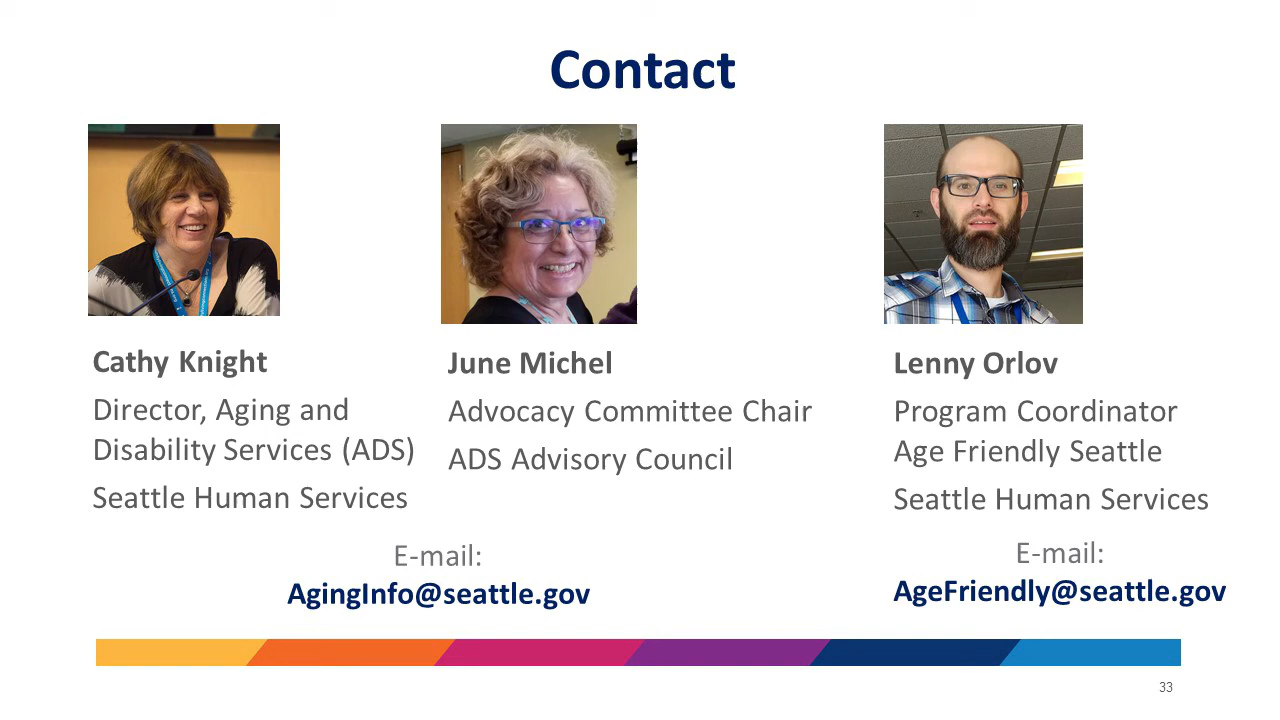 Contact
Cathy Knight
Director, Aging and
Disability Services (ADS)
Seattle Human Services
June Michel
Advocacy Committee Chair
ADS Advisory Council
E-mail:
AgingInfo@seattle.gov
Lenny Orlov
Program Coordinator
Age Friendly Seattle
Seattle Human Services
E-mail:
AgeFriendly@seattle.gov
33